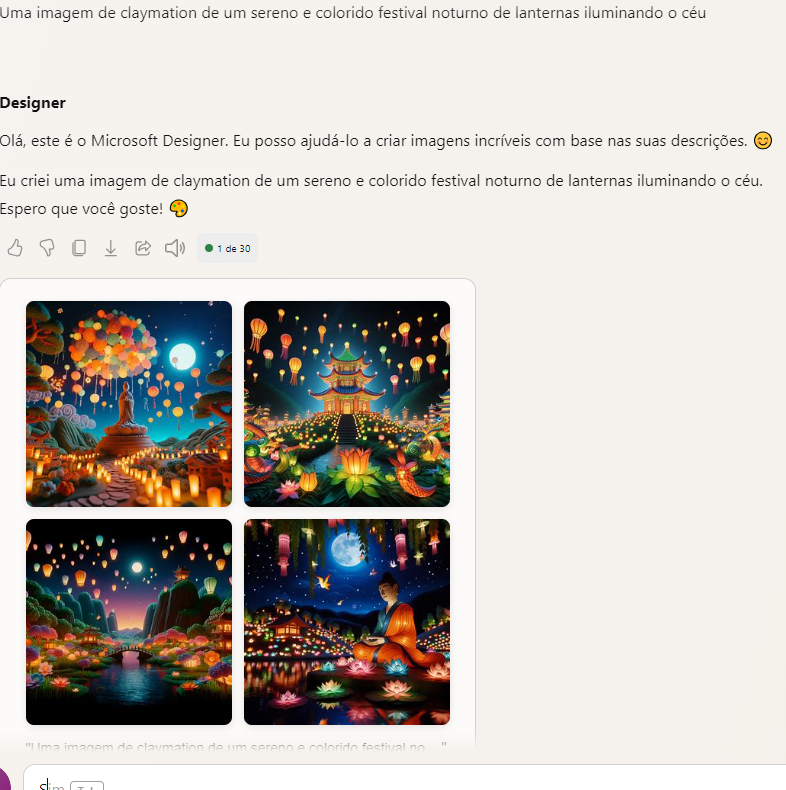 Uma imagem de claymation de um sereno e colorido festival noturno de lanternas iluminando o céu
Designer
Olá, este é o Microsoft Designer. Eu posso ajudá-lo a criar imagens incríveis com base nas suas descrições. 😊
Eu criei uma imagem de claymation de um sereno e colorido festival noturno de lanternas iluminando o céu.
Espero que você goste! 🎨
1 de 30
"Uma imagem de claymation de um sereno e colorido festival no..."
Sim